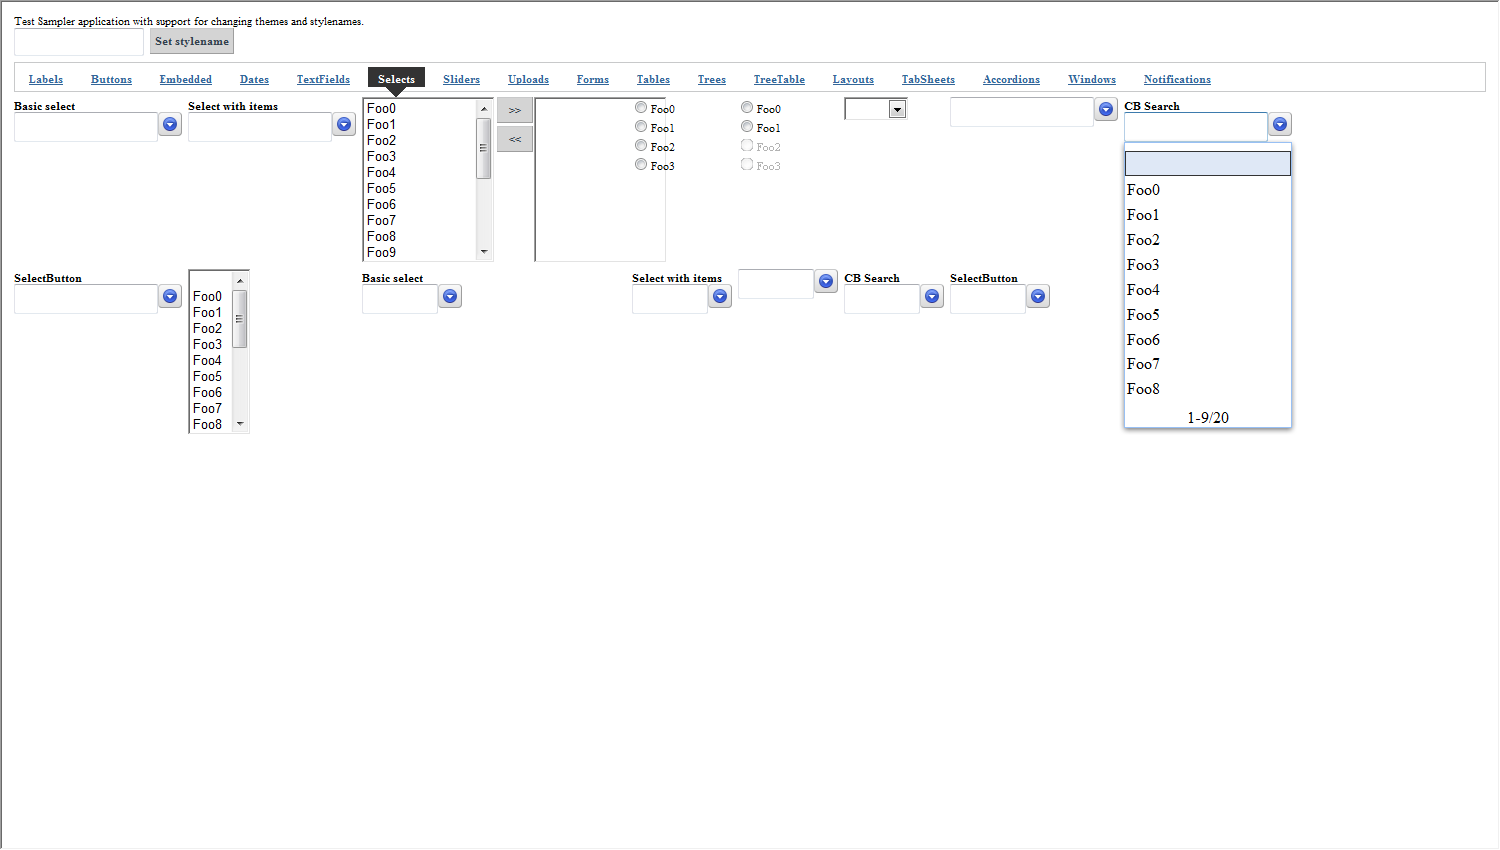 Test Sampler application with support for changing themes and stylenames.
Set stylename
Labels Buttons Embedded Dates TextFields Selects Sliders Uploads Forms Tables Trees TreeTable Layouts TabSheets Accordions Windows Notifications
Basic select
Select with items
Foo0
Foo1
Foo2
Foo3
Foo4
Foo5
Foo6
Foo7
Foo8
Foo9
>>
<<
Foo0
Foo1
Foo2
Foo3
Foo0
Foo1
Foo2
Foo3
CB Search
Foo0
Foo1
Foo2
Foo3
Foo4
Foo5
Foo6
Foo7
Foo8
1-9/20
SelectButton
Foo0
Foo1
Foo2
Foo3
Foo4
Foo5
Foo6
Foo7
Foo8
Basic select
Select with items
CB Search
SelectButton